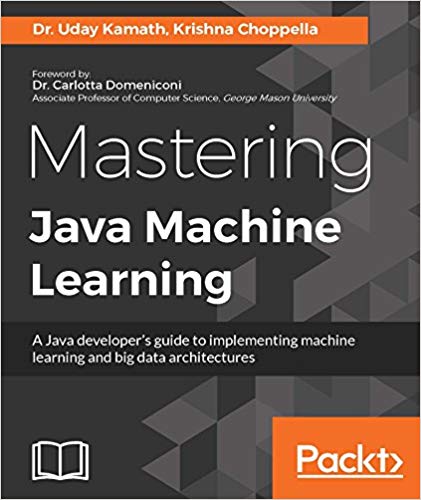 Dr. Uday Kamath, Krishna Choppella
Foreword by:
Dr. Carlotta Domeniconi
Associate Professor of Computer Science, George Mason University
Mastering
Java Machine
Learning
A Java developer's guide to implementing machine
learning and big data architectures
Packt>